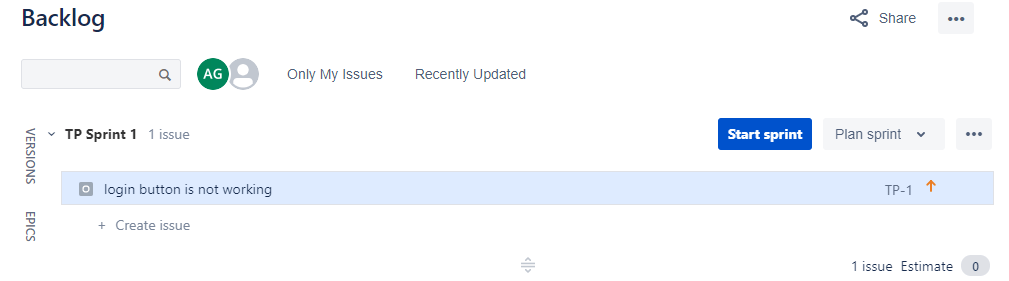 Backlog
Share
AG
Only My Issues
Recently Updated
VERSIONS
TP Sprint 1 1 issue
Start sprint
Plan sprint
login button is not working
TP-1
EPICS
+ Create issue
1 issue Estimate 0